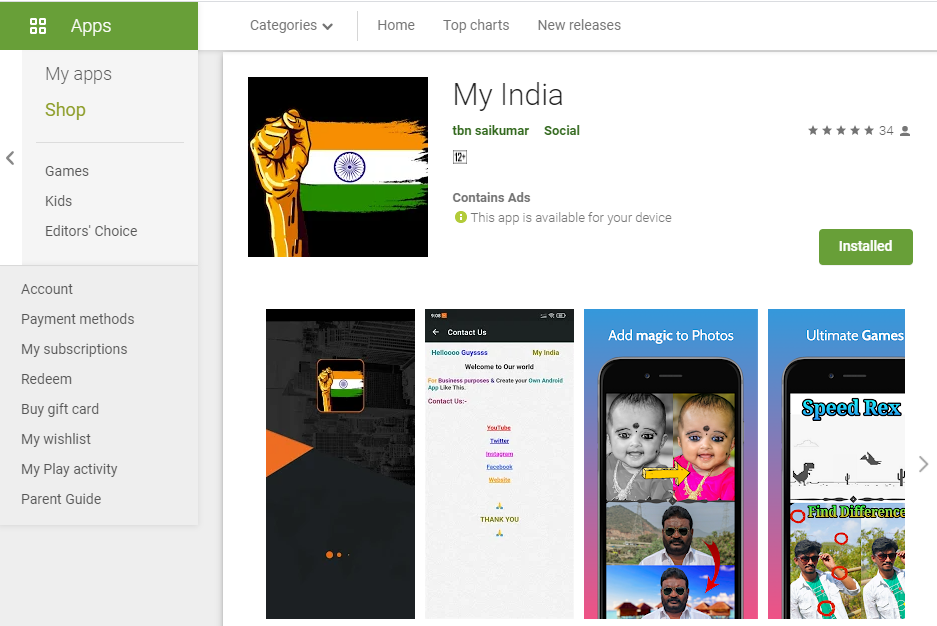 Apps
Categories
Home
Top charts
New releases
My apps
Shop
Games
Kids
Editors' Choice
Account
Payment methods
My subscriptions
Redeem
Buy gift card
My wishlist
My Play activity
Parent Guide
My India
tbn saikumar Social
34
12+
Contains Ads
This app is available for your device
Installed
9:08
Contact Us
Helloooo Guyssss My India
Welcome to Our world
For Business purposes & Create your Own Android
App Like This.
Contact Us:-
YouTube
Twitter
Instagram
Facebook
Website
THANK YOU
Add magic to Photos
Ultimate Games
Speed Rex
Find Difference